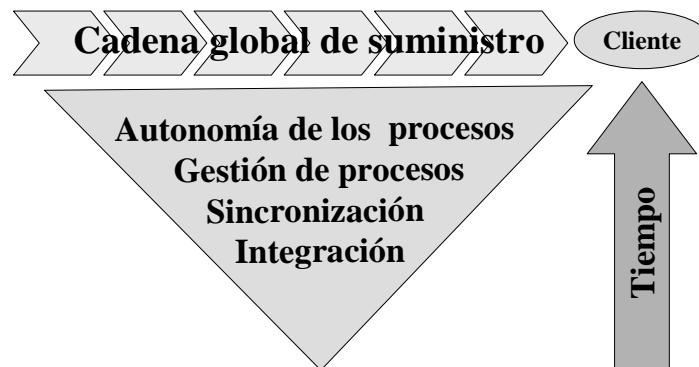 Cadena global de suministro
Cliente
Autonomía de los procesos
Gestión de procesos
Sincronización
Integración
Tiempo